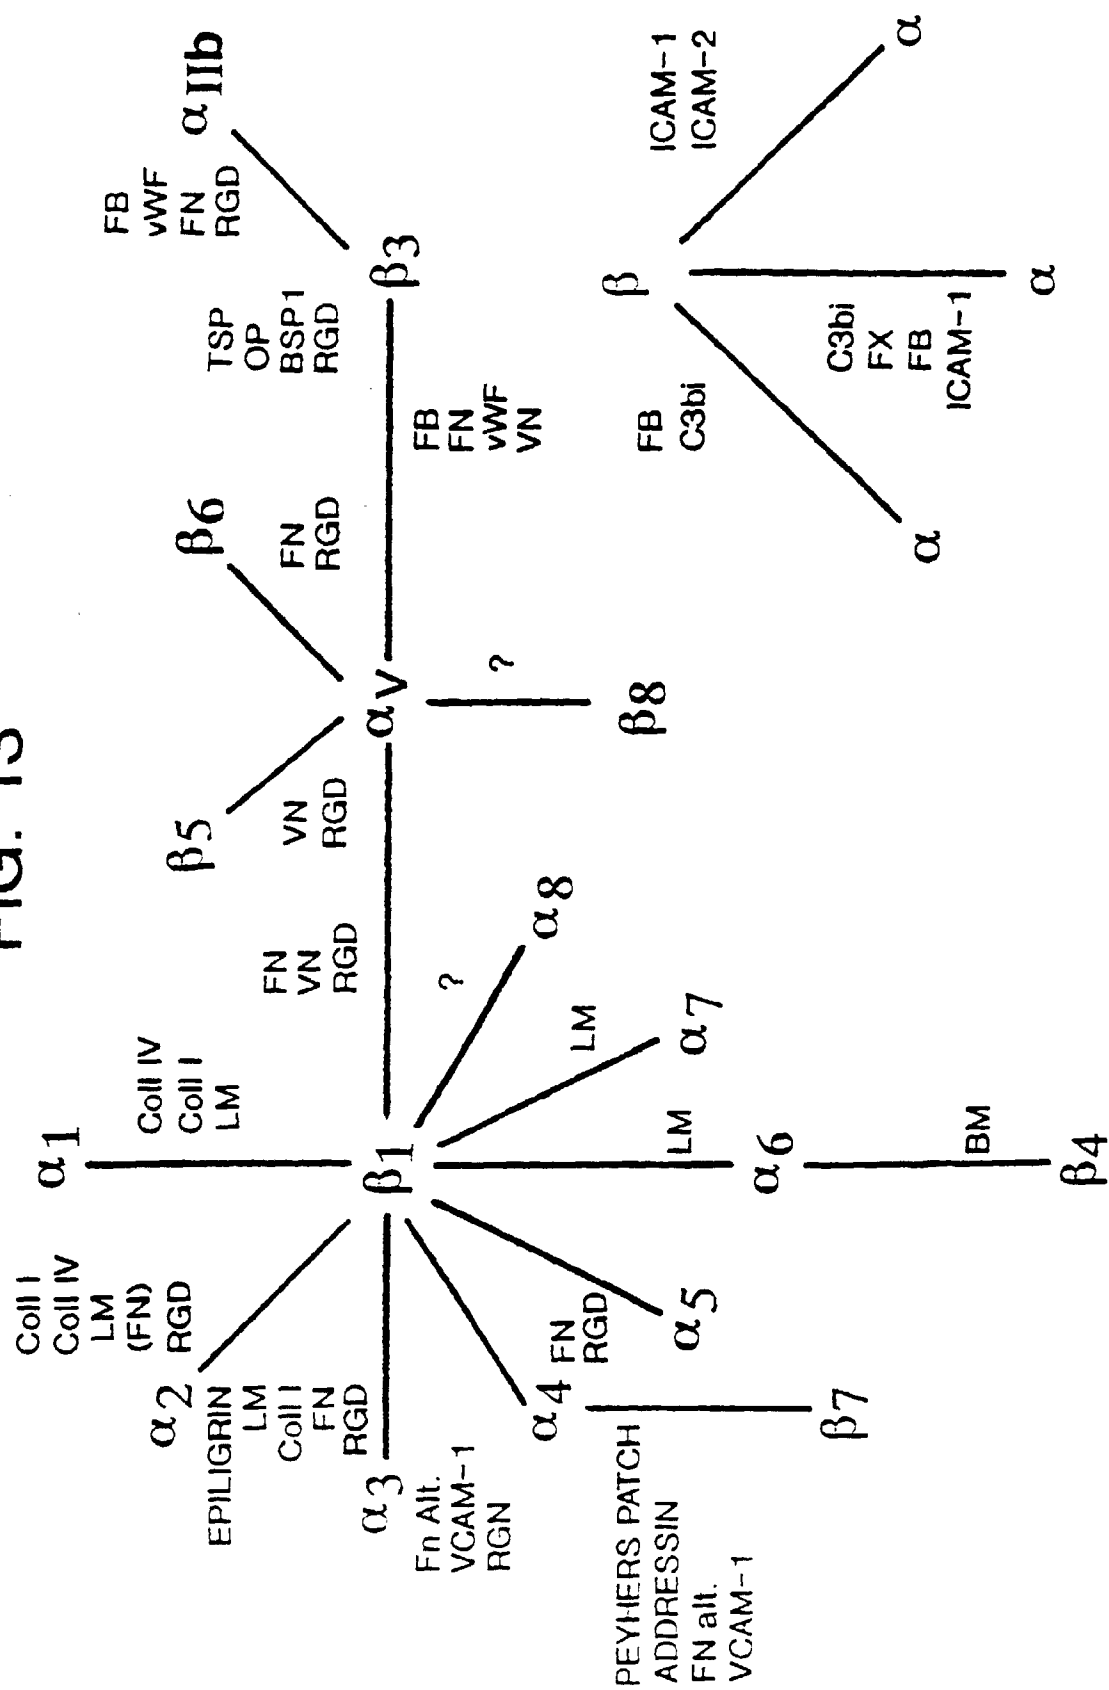 FIG.
α1
Coll IV
Coll I
LM
Coll I
Coll IV
LM
(FN)
RGD
α2
EPILIGRIN
LM
Coll I
FN
RGD
α3
Fn Alt.
VCAM-1
RGN
β1
FN
VN
RGD
?
α8
LM
α7
LM
α6
BM
β4
FN
RGD
α5
α4
PEYHERS PATCH
ADDRESSIN
FN alt.
VCAM-1
β7
β5
VN
RGD
β6
FN
RGD
αV
?
β8
TSP
OP
BSP1
RGD
FB
FN
vWF
VN
β3
FB
vWF
FN
RGD
αIIb
β
FB
C3bi
α
C3bi
FX
FB
ICAM-1
α
ICAM-1
ICAM-2
α